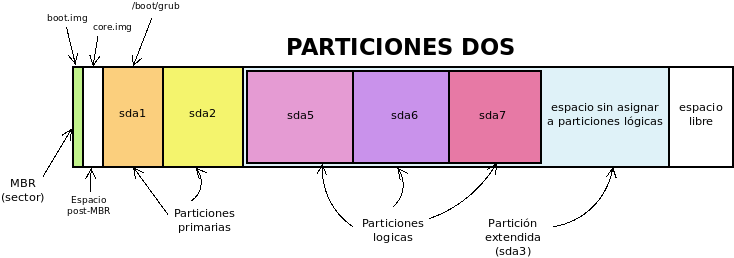 /boot/grub
boot.img
core.img
PARTICIONES DOS
sda1
sda2
sda5
sda6
sda7
espacio sin asignar
a particiones lógicas
espacio
libre
MBR
(sector)
Espacio
post-MBR
Particiones
primarias
Particiones
logicas
Partición
extendida
(sda3)